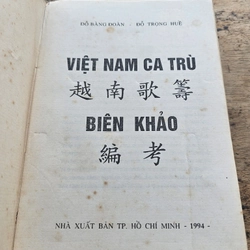 ĐỖ BẰNG ĐOÀN - ĐỖ TRỌNG HUỀ
VIỆT NAM CA TRÙ
越南歌籌
BIÊN KHẢO
編考
NHÀ XUẤT BẢN TP. HỒ CHÍ MINH - 1994 -